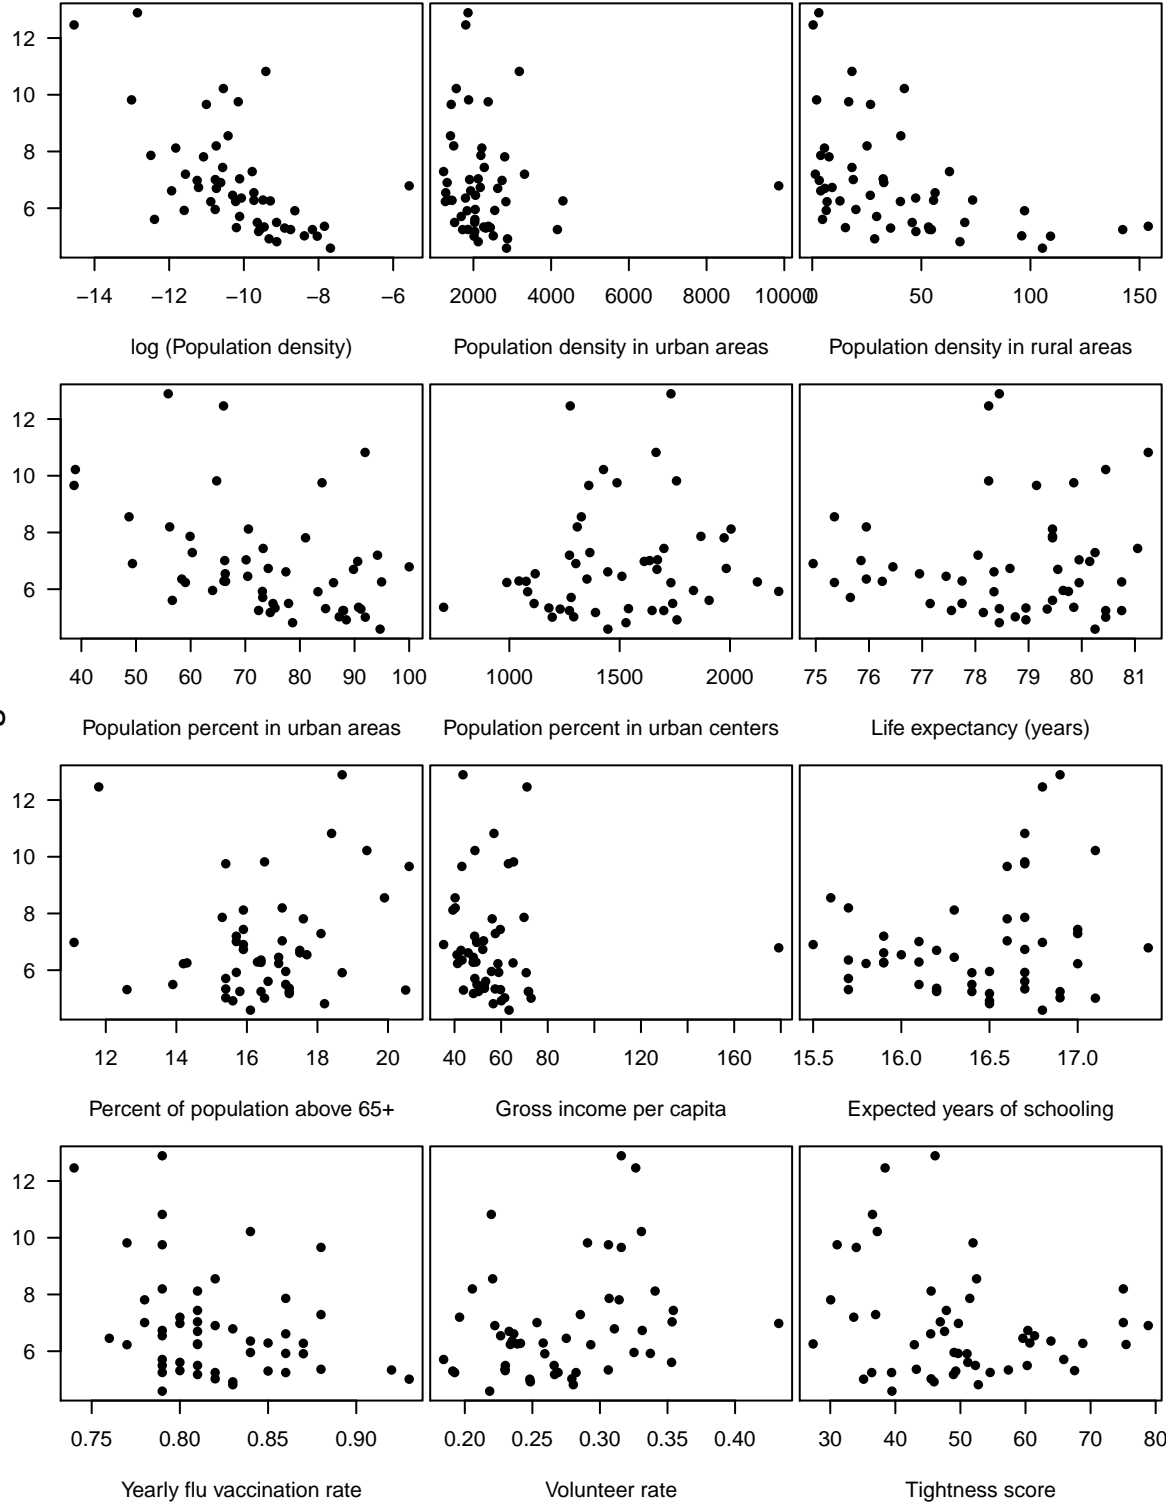 12
10
8
6
−14 −12 −10 −8 −6
2000 4000 6000 8000 10000
0 50 100 150
log (Population density)
Population density in urban areas
Population density in rural areas
12
10
8
6
40 50 60 70 80 90 100
1000 1500 2000
75 76 77 78 79 80 81
Population percent in urban areas
Population percent in urban centers
Life expectancy (years)
12
10
8
6
12 14 16 18 20
40 60 80 120 160
15.5 16.0 16.5 17.0
Percent of population above 65+
Gross income per capita
Expected years of schooling
12
10
8
6
0.75 0.80 0.85 0.90
0.20 0.25 0.30 0.35 0.40
30 40 50 60 70 80
Yearly flu vaccination rate
Volunteer rate
Tightness score